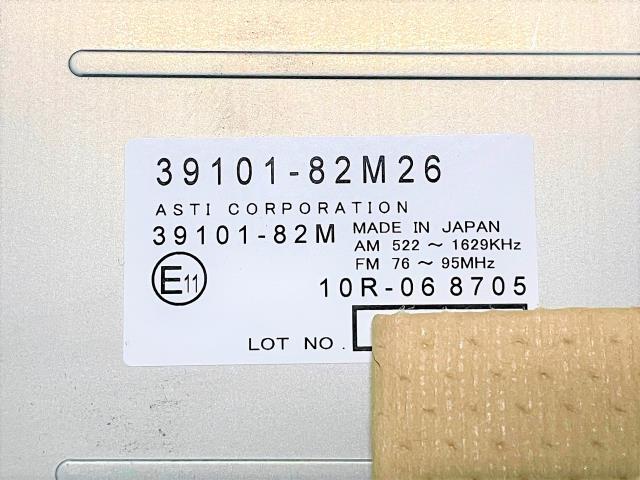 39101-82M26
ASTI CORPORATION
39101-82M
MADE IN JAPAN
AM 522 ～ 1629KHz
FM 76 ～ 95MHz
E11
10R-06 8705
LOT NO.